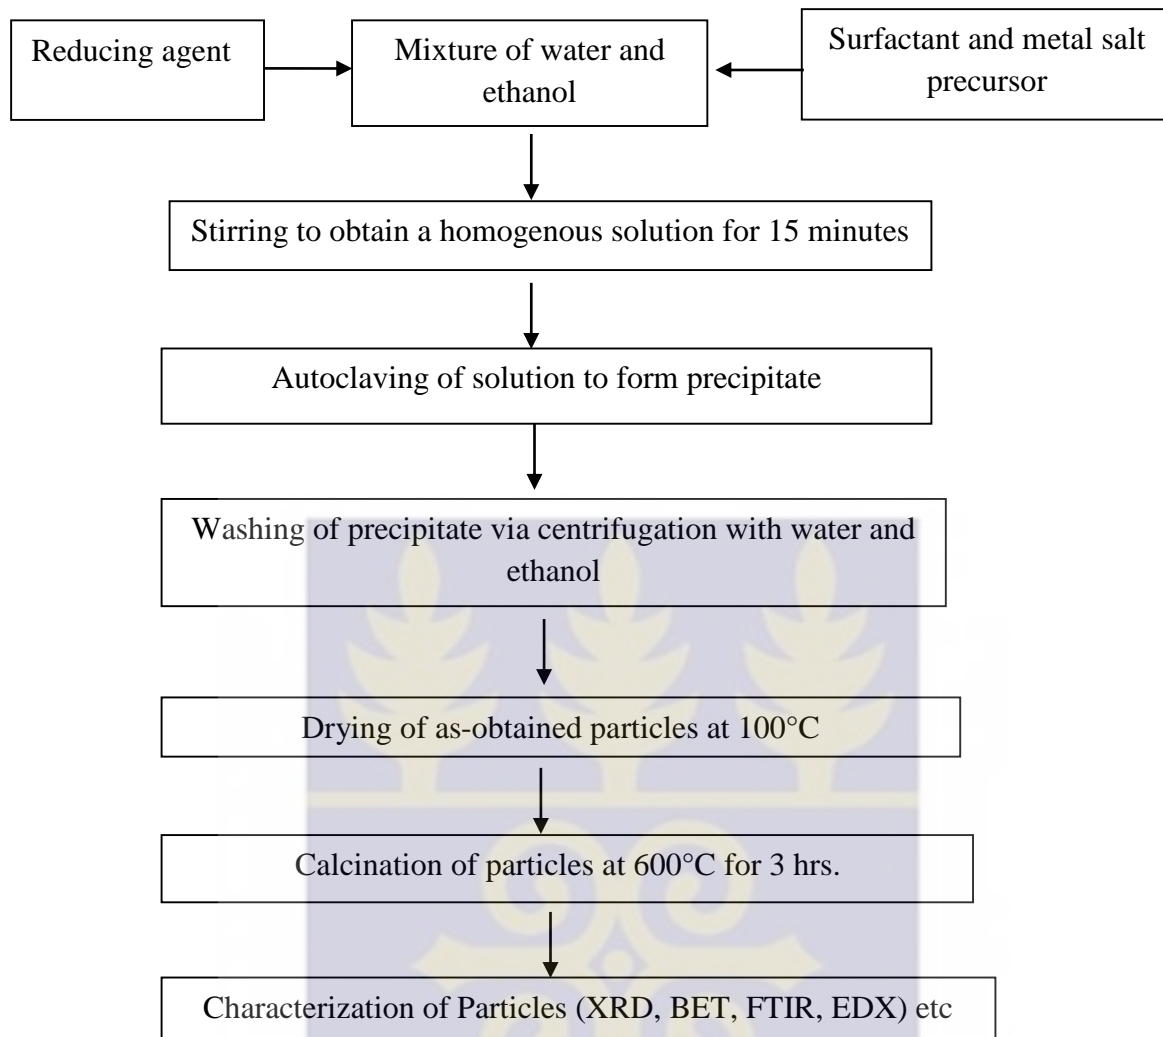 Reducing agent
Mixture of water and
ethanol
Surfactant and metal salt
precursor
Stirring to obtain a homogenous solution for 15 minutes
Autoclaving of solution to form precipitate
Washing of precipitate via centrifugation with water and
ethanol
Drying of as-obtained particles at 100°C
Calcination of particles at 600°C for 3 hrs.
Characterization of Particles (XRD, BET, FTIR, EDX) etc